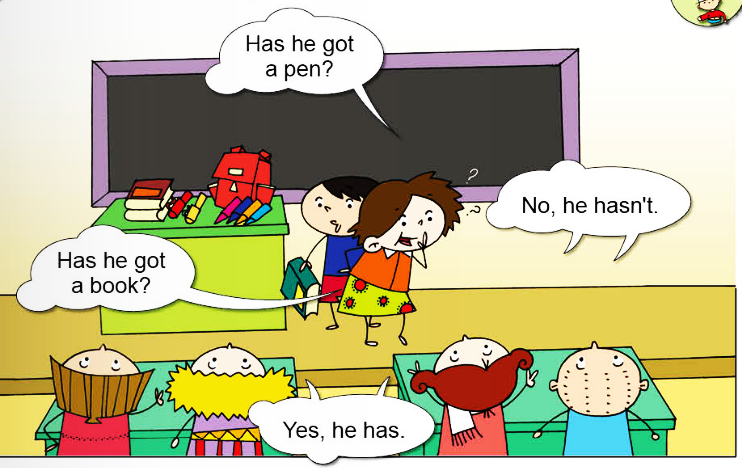 Has he got
a pen?
No, he hasn't.
Has he got
a book?
Yes, he has.
? 
?